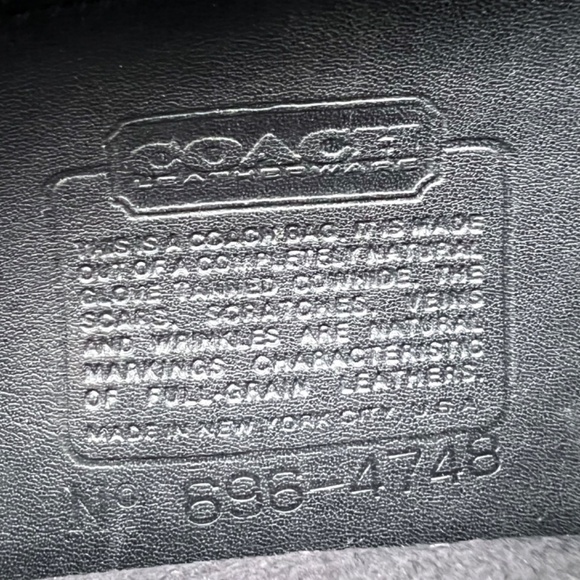 COACH
LEATHERWARE
THIS IS A COACH BAG. IT IS MADE
OUT OF A COMPLETELY NATURAL
GLOVE TANNED COWHIDE. THE
SCARS, SCRATCHES, VEINS
AND WRINKLES ARE NATURAL
MARKINGS CHARACTERISTIC
OF FULL-GRAIN LEATHERS.
MADE IN NEW YORK CITY, U.S.A.
No 696-4748